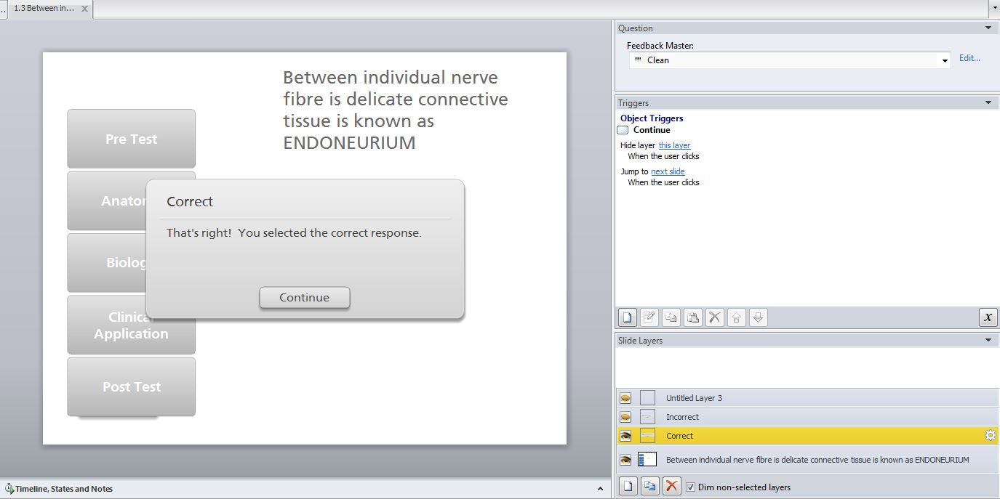 1.3 Between in...
Between individual nerve
fibre is delicate connective
tissue is known as
ENDONEURIUM
Pre Test
Anato
Biolog
Clinica
Application
Post Test
Correct
That's right! You selected the correct response.
Continue
Timeline, States and Notes
Question
Feedback Master:
Clean
Edit...
Triggers
Object Triggers
Continue
Hide layer this layer
When the user clicks
Jump to next slide
When the user clicks
x
Slide Layers
Untitled Layer 3
Incorrect
Correct
Between individual nerve fibre is delicate connective tissue is known as ENDONEURIUM
Dim non-selected layers